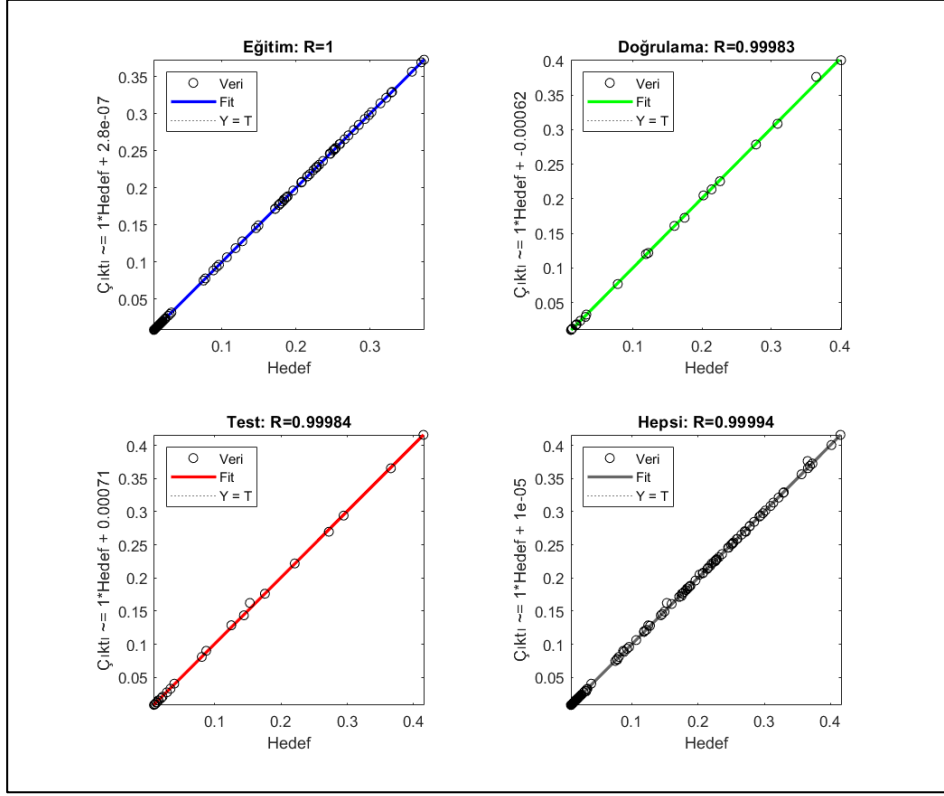 Eğitim: R=1
Çıktı ~= 1*Hedef + 2.8e-07
0.35
0.3
0.25
0.2
0.15
0.1
0.05
Veri
Fit
Y = T
0.1 0.2 0.3
Hedef
Doğrulama: R=0.99983
Çıktı ~= 1*Hedef + -0.00062
0.4
0.35
0.3
0.25
0.2
0.15
0.1
0.05
Veri
Fit
Y = T
0.1 0.2 0.3 0.4
Hedef
Test: R=0.99984
Çıktı ~= 1*Hedef + 0.00071
0.4
0.35
0.3
0.25
0.2
0.15
0.1
0.05
Veri
Fit
Y = T
0.1 0.2 0.3 0.4
Hedef
Hepsi: R=0.99994
Çıktı ~= 1*Hedef + 1e-05
0.4
0.35
0.3
0.25
0.2
0.15
0.1
0.05
Veri
Fit
Y = T
0.1 0.2 0.3 0.4
Hedef